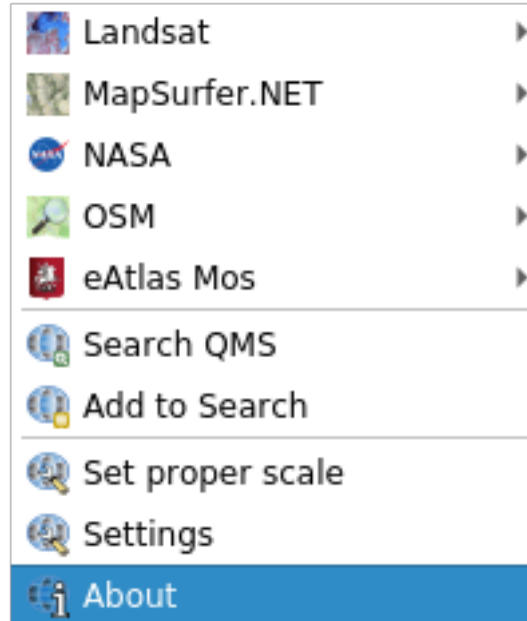 Landsat
MapSurfer.NET
NASA
OSM
eAtlas Mos
Search QMS
Add to Search
Set proper scale
Settings
About